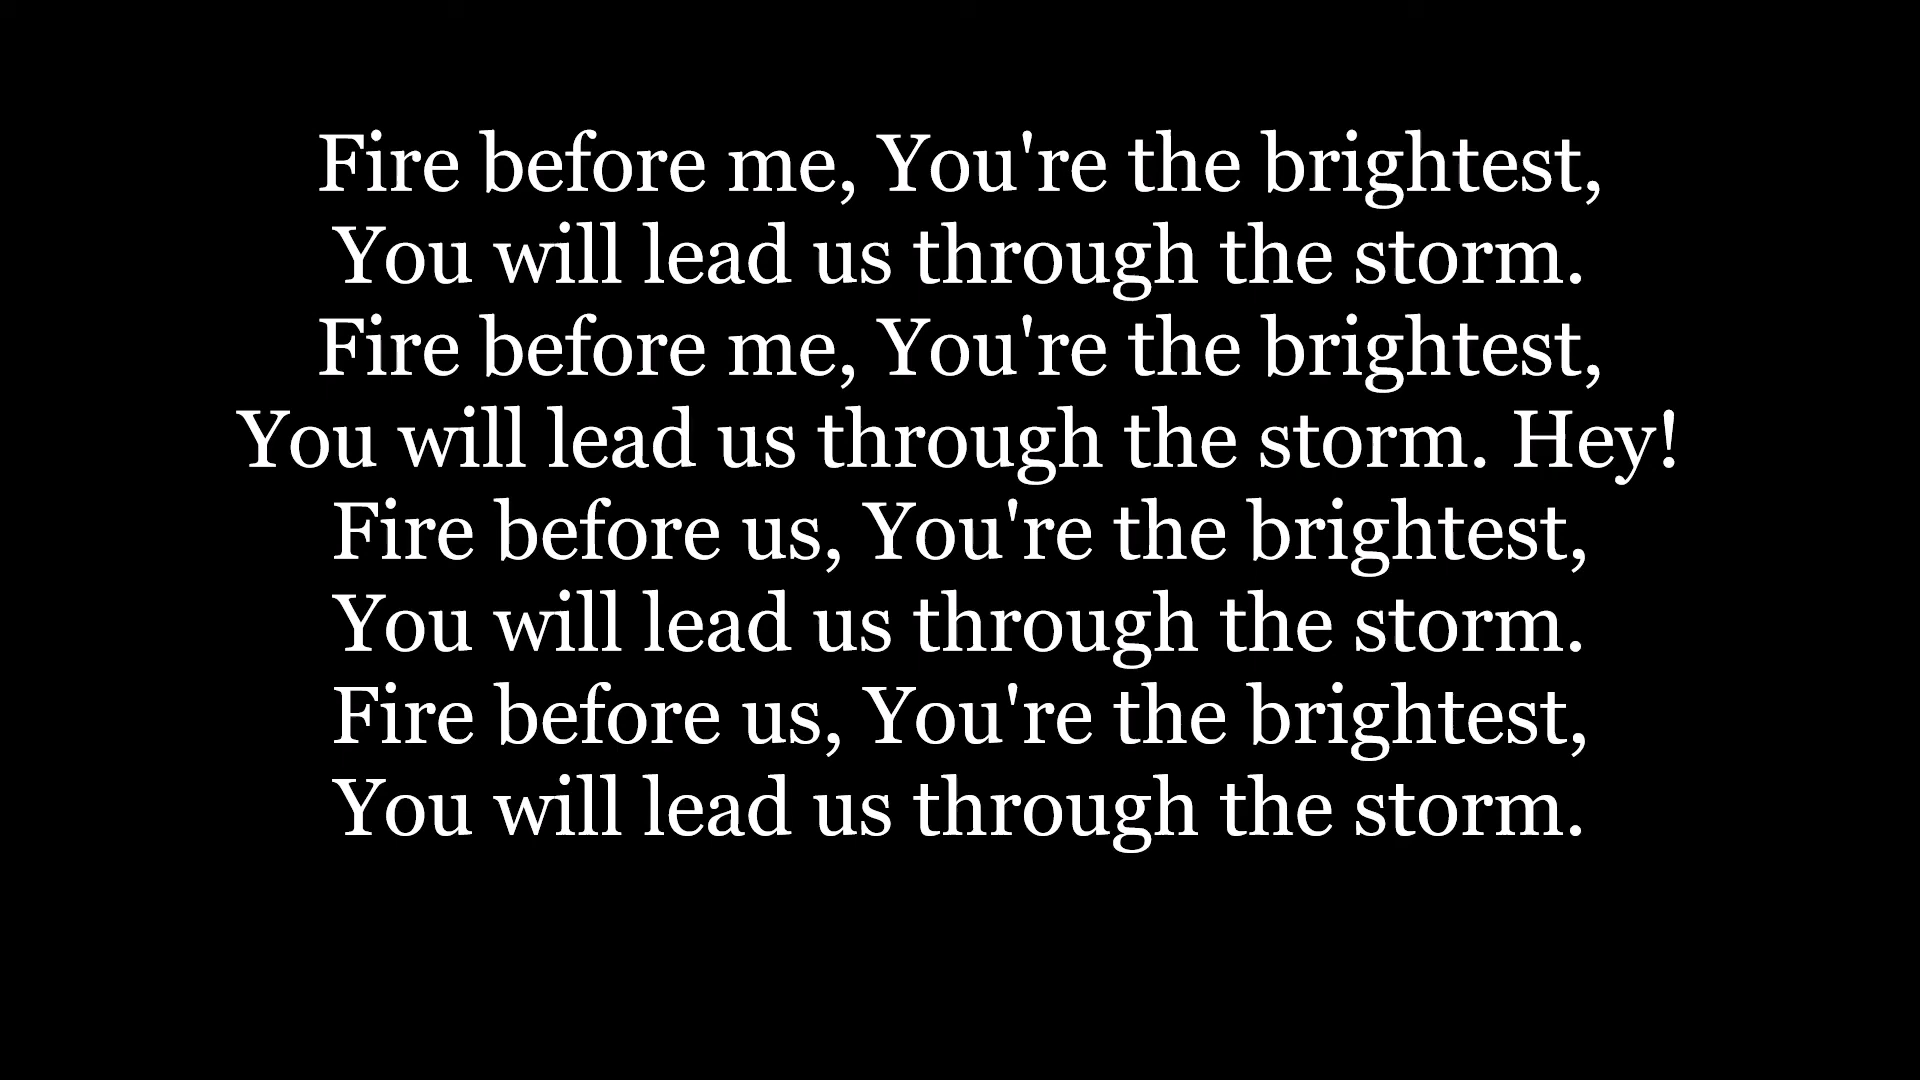 Fire before me, You're the brightest,
You will lead us through the storm.
Fire before me, You're the brightest,
You will lead us through the storm. Hey!
Fire before us, You're the brightest,
You will lead us through the storm.
Fire before us, You're the brightest,
You will lead us through the storm.